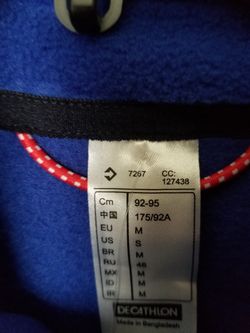 7267 CC:
127438
Cm 92-95
中国 175/92A
EU M
US S
BR M
RU 46
MX M
ID M
IR M
DECATHLON
Made in Bangladesh